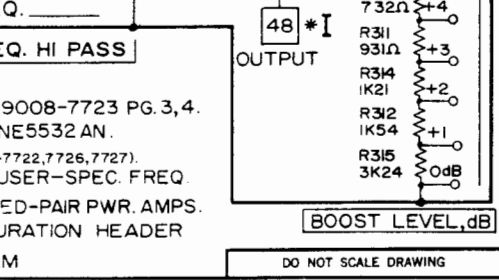 Q.
732Ω +4
48 *I
OUTPUT
R311
931Ω +3
EQ. HI PASS
R314
1K21 +2
9008-7723 PG. 3,4.
NE5532AN.
R312
1K54 +1
-7722,7726,7727).
USER-SPEC. FREQ.
R315
3K24 0dB
ED-PAIR PWR. AMPS.
URATION HEADER
BOOST LEVEL,dB
M
DO NOT SCALE DRAWING